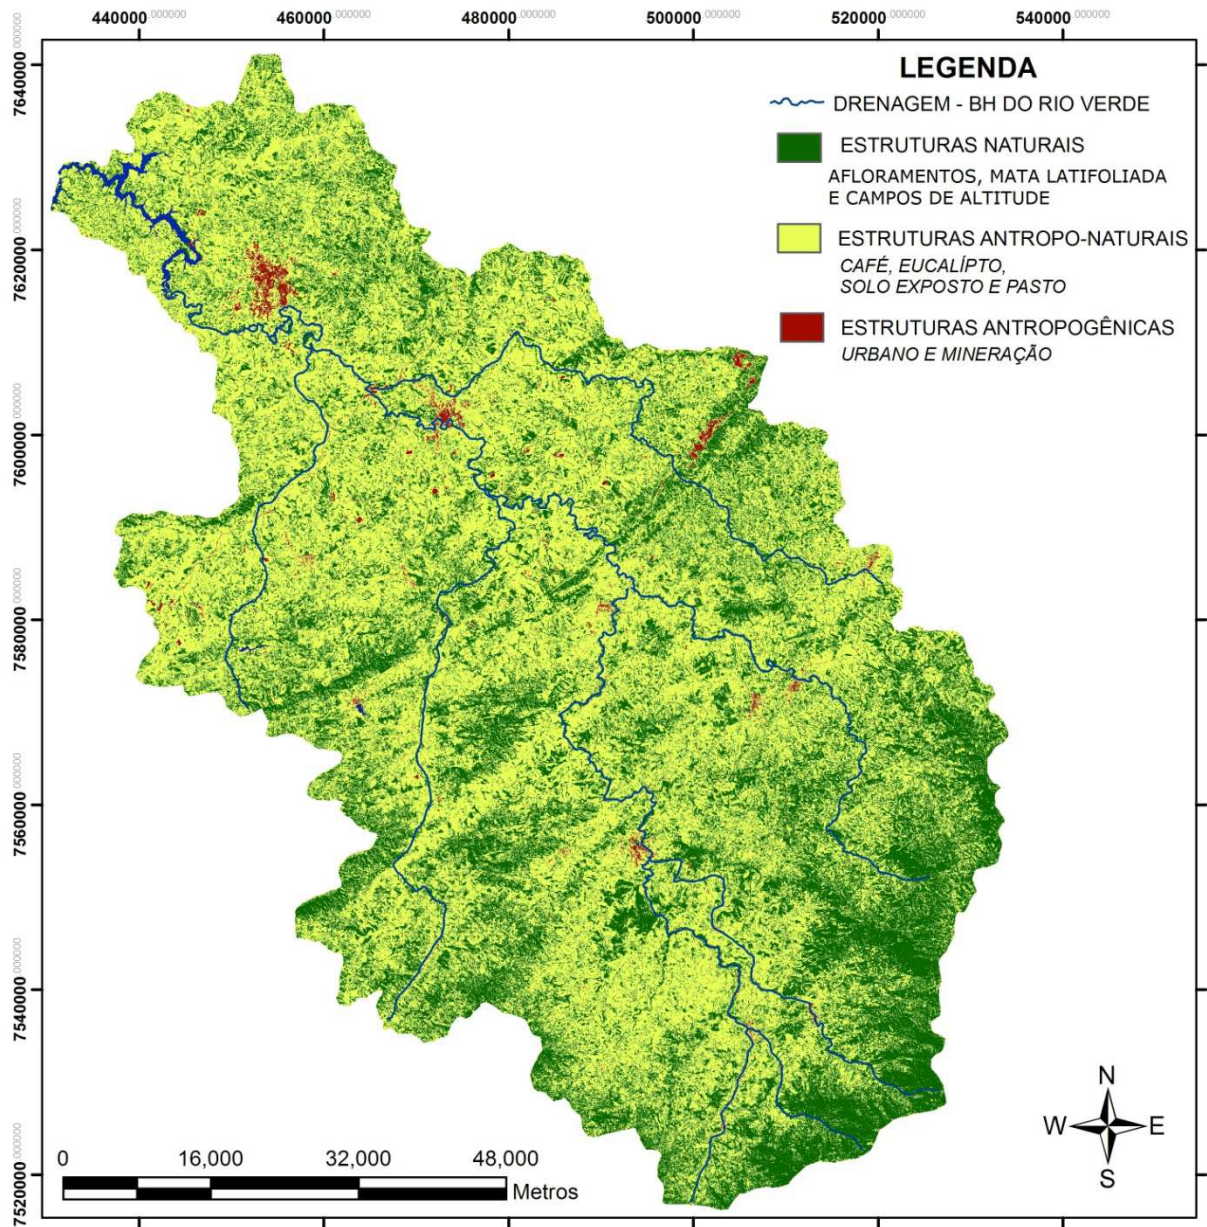 440000.000000 460000.000000 480000.000000 500000.000000 520000.000000 540000.000000
7640000.000000
7620000.000000
7600000.000000
7580000.000000
7560000.000000
7540000.000000
7520000.000000
LEGENDA
DRENAGEM - BH DO RIO VERDE
ESTRUTURAS NATURAIS
AFLORAMENTOS, MATA LATIFOLIADA
E CAMPOS DE ALTITUDE
ESTRUTURAS ANTROPO-NATURAIS
CAFÉ, EUCALÍPTO,
SOLO EXPOSTO E PASTO
ESTRUTURAS ANTROPOGÊNICAS
URBANO E MINERAÇÃO
N
W E
S
0 16,000 32,000 48,000
Metros